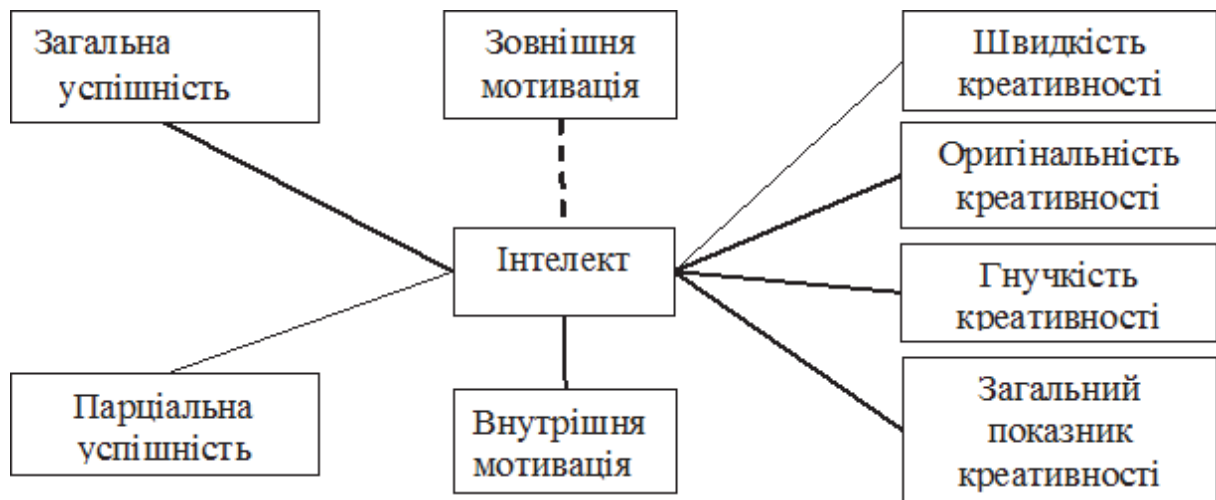 Загальна
успішність
Зовнішня
мотивація
Швидкість
креативності
Оригінальність
креативності
Інтелект
Гнучкість
креативності
Парціальна
успішність
Внутрішня
мотивація
Загальний
показник
креативності